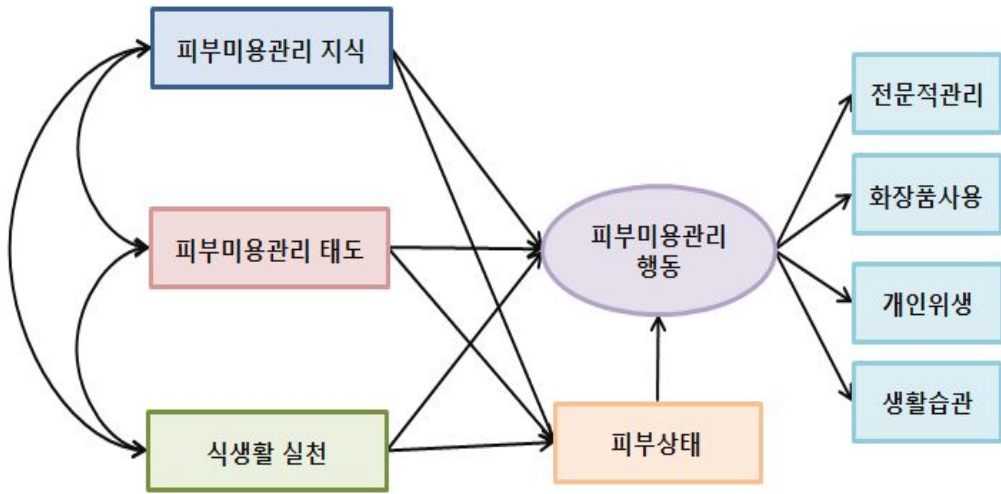 피부미용관리 지식
피부미용관리 태도
식생활 실천
피부미용관리
행동
피부상태
전문적관리
화장품사용
개인위생
생활습관